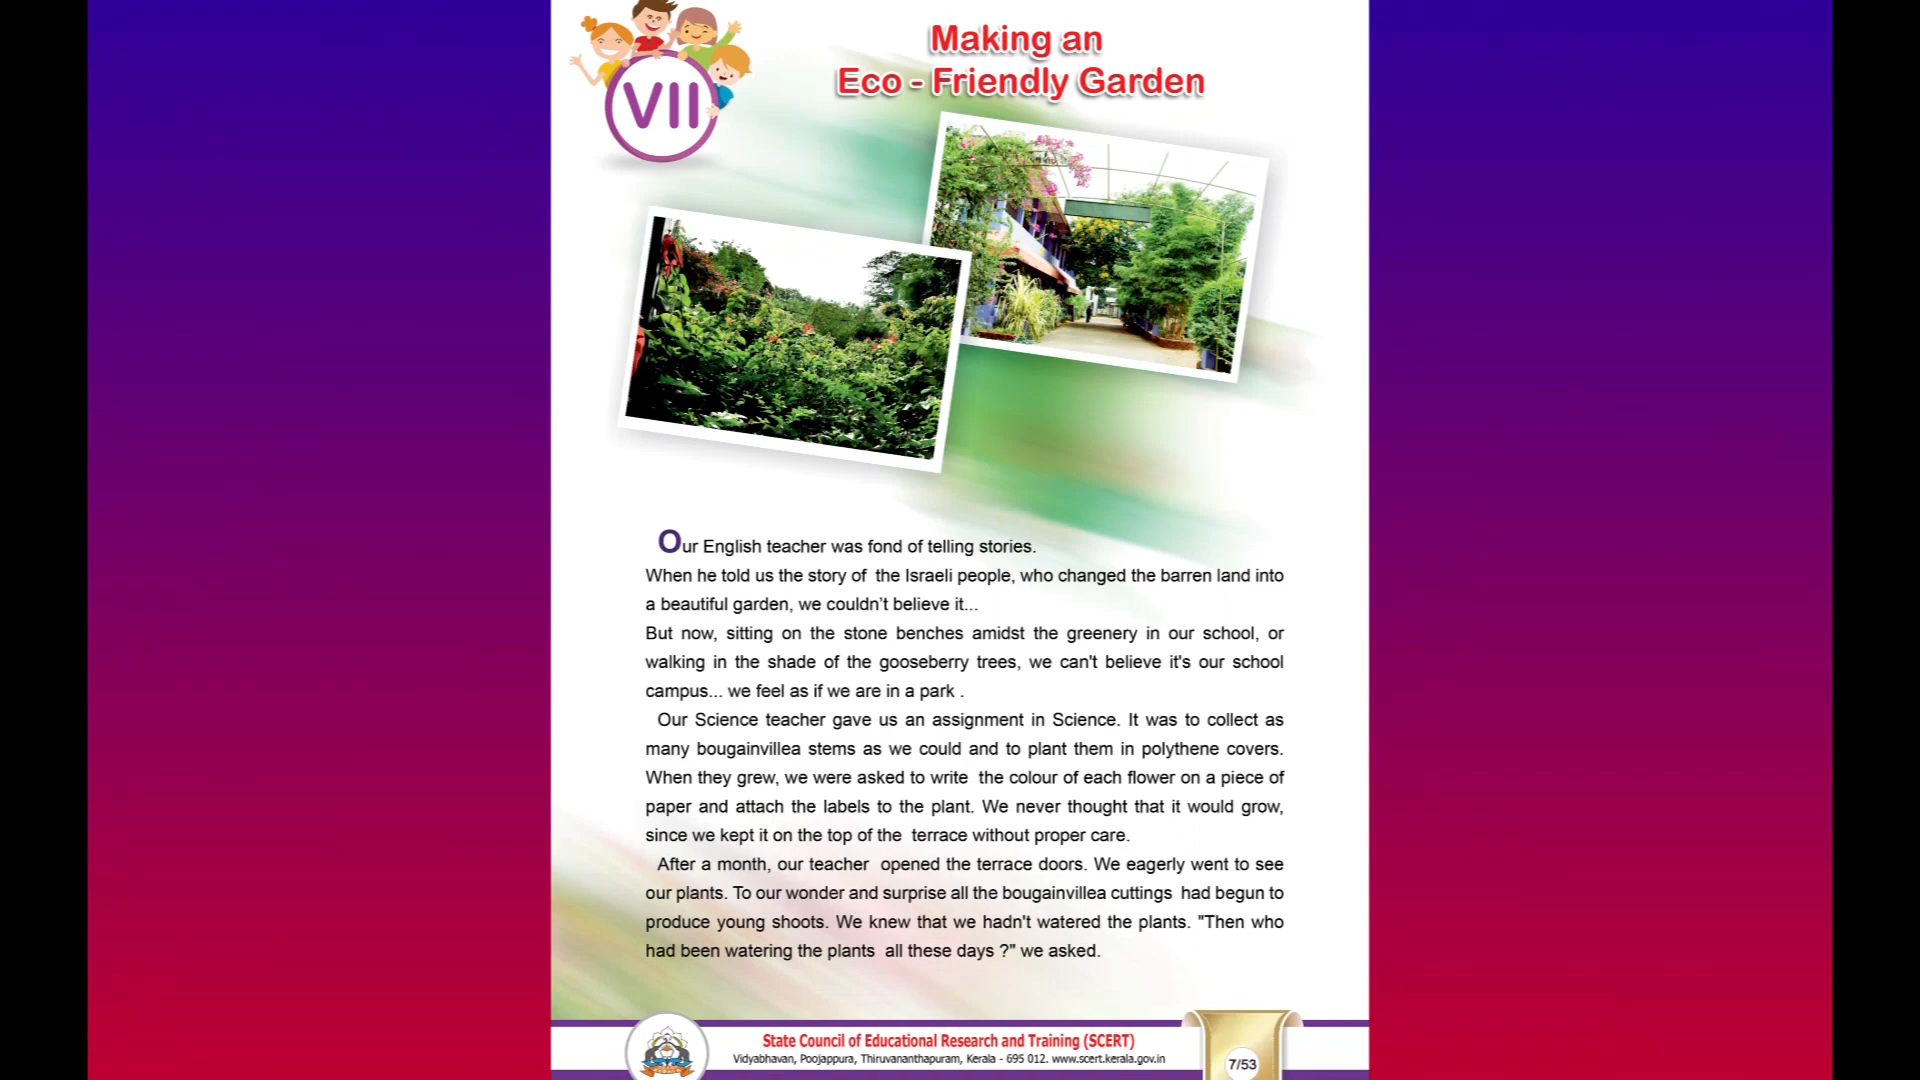 VII
Making an
Eco - Friendly Garden
Our English teacher was fond of telling stories.
When he told us the story of the Israeli people, who changed the barren land into
a beautiful garden, we couldn’t believe it...
But now, sitting on the stone benches amidst the greenery in our school, or
walking in the shade of the gooseberry trees, we can't believe it's our school
campus... we feel as if we are in a park .
Our Science teacher gave us an assignment in Science. It was to collect as
many bougainvillea stems as we could and to plant them in polythene covers.
When they grew, we were asked to write the colour of each flower on a piece of
paper and attach the labels to the plant. We never thought that it would grow,
since we kept it on the top of the terrace without proper care.
After a month, our teacher opened the terrace doors. We eagerly went to see
our plants. To our wonder and surprise all the bougainvillea cuttings had begun to
produce young shoots. We knew that we hadn't watered the plants. "Then who
had been watering the plants all these days ?" we asked.
State Council of Educational Research and Training (SCERT)
Vidyabhavan, Poojappura, Thiruvananthapuram, Kerala - 695 012. www.scert.kerala.gov.in
7/53